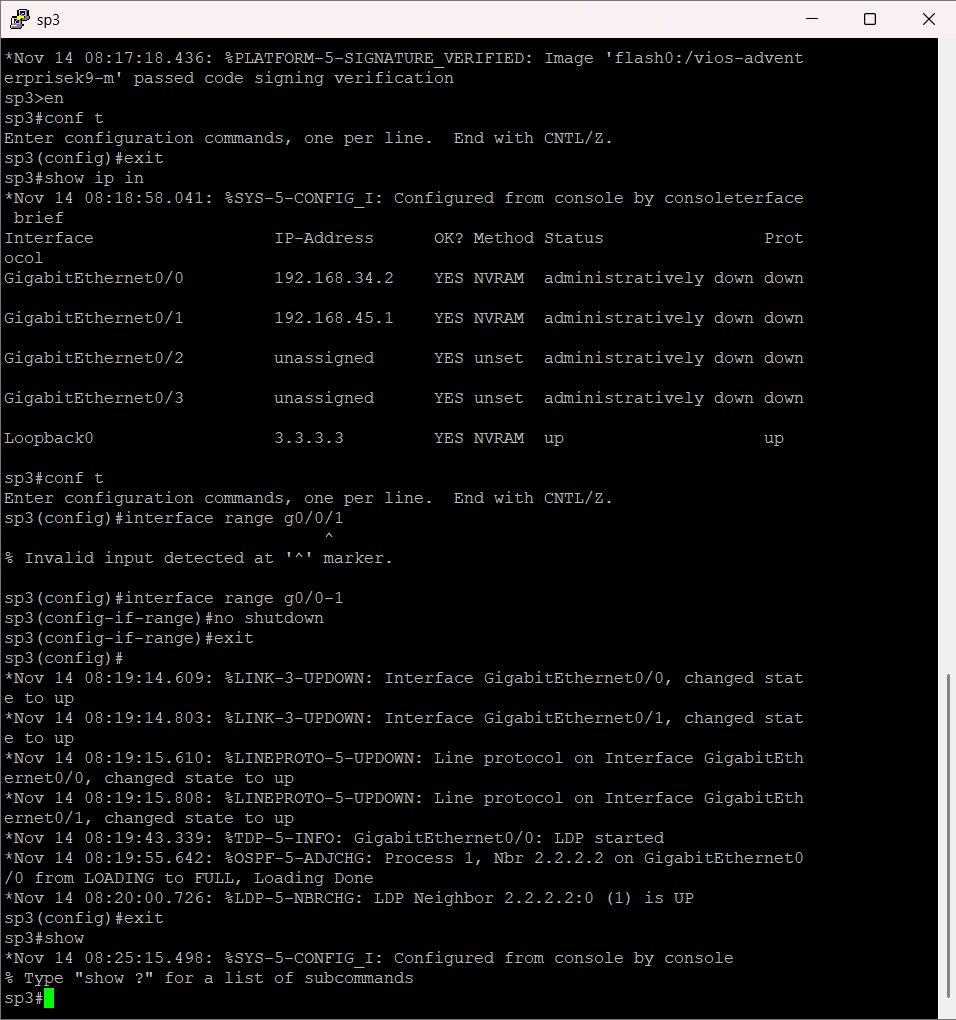 sp3
*Nov 14 08:17:18.436: %PLATFORM-5-SIGNATURE_VERIFIED: Image 'flash0:/vios-advent
erprisek9-m' passed code signing verification
sp3>en
sp3#conf t
Enter configuration commands, one per line.  End with CNTL/Z.
sp3(config)#exit
sp3#show ip in
*Nov 14 08:18:58.041: %SYS-5-CONFIG_I: Configured from console by consoleterface
 brief
Interface                  IP-Address      OK? Method Status                Prot
ocol
GigabitEthernet0/0         192.168.34.2    YES NVRAM  administratively down down
GigabitEthernet0/1         192.168.45.1    YES NVRAM  administratively down down
GigabitEthernet0/2         unassigned      YES unset  administratively down down
GigabitEthernet0/3         unassigned      YES unset  administratively down down
Loopback0                  3.3.3.3         YES NVRAM  up                    up
sp3#conf t
Enter configuration commands, one per line.  End with CNTL/Z.
sp3(config)#interface range g0/0/1
                                ^
% Invalid input detected at '^' marker.
sp3(config)#interface range g0/0-1
sp3(config-if-range)#no shutdown
sp3(config-if-range)#exit
sp3(config)#
*Nov 14 08:19:14.609: %LINK-3-UPDOWN: Interface GigabitEthernet0/0, changed stat
e to up
*Nov 14 08:19:14.803: %LINK-3-UPDOWN: Interface GigabitEthernet0/1, changed stat
e to up
*Nov 14 08:19:15.610: %LINEPROTO-5-UPDOWN: Line protocol on Interface GigabitEth
ernet0/0, changed state to up
*Nov 14 08:19:15.808: %LINEPROTO-5-UPDOWN: Line protocol on Interface GigabitEth
ernet0/1, changed state to up
*Nov 14 08:19:43.339: %TDP-5-INFO: GigabitEthernet0/0: LDP started
*Nov 14 08:19:55.642: %OSPF-5-ADJCHG: Process 1, Nbr 2.2.2.2 on GigabitEthernet0
/0 from LOADING to FULL, Loading Done
*Nov 14 08:20:00.726: %LDP-5-NBRCHG: LDP Neighbor 2.2.2.2:0 (1) is UP
sp3(config)#exit
sp3#show
*Nov 14 08:25:15.498: %SYS-5-CONFIG_I: Configured from console by console
% Type "show ?" for a list of subcommands
sp3#